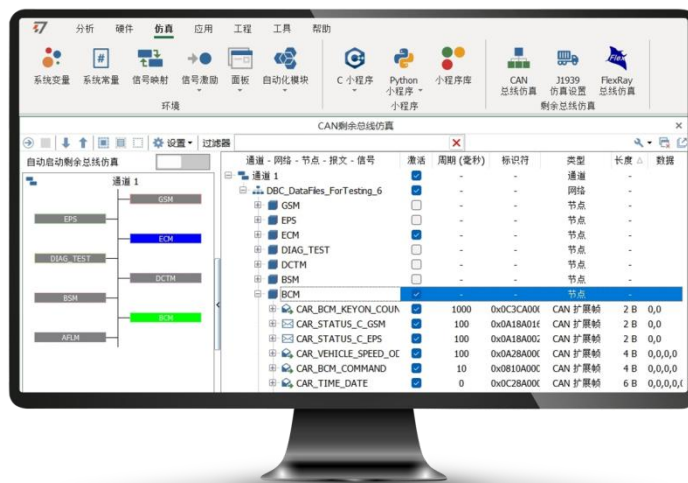 分析 硬件 仿真 应用 工程 工具 帮助
系统变量 系统常量 信号映射 信号激励 面板 自动化模块 C 小程序 Python 小程序 小程序库 CAN 总线仿真 J1939 仿真设置 FlexRay 总线仿真
环境 小程序 剩余总线仿真
CAN剩余总线仿真
设置 过滤器
自动启动剩余总线仿真
通道 1
GSM
EPS
ECM
DIAG_TEST
DCTM
BSM
BCM
AFLM
通道 - 网络 - 节点 - 报文 - 信号 激活 周期 (毫秒) 标识符 类型 长度 数据
通道 1 - - 通道 -
DBC_DataFiles_ForTesting_6 - - 网络 -
GSM - - 节点 -
EPS - - 节点 -
ECM - - 节点 -
DIAG_TEST - - 节点 -
DCTM - - 节点 -
BSM - - 节点 -
BCM - - 节点 -
CAR_BCM_KEYON_COUN 1000 0x0C3CA00( CAN 扩展帧 2 B 0,0
CAR_STATUS_C_GSM 100 0x0A18A01( CAN 扩展帧 2 B 0,0
CAR_STATUS_C_EPS 100 0x0A18A002 CAN 扩展帧 2 B 0,0
CAR_VEHICLE_SPEED_OD 100 0x0A28A00( CAN 扩展帧 4 B 0,0,0,0
CAR_BCM_COMMAND 10 0x0810A00( CAN 扩展帧 4 B 0,0,0,0
CAR_TIME_DATE 0 0x0C28A00( CAN 扩展帧 6 B 0,0,0,0,(